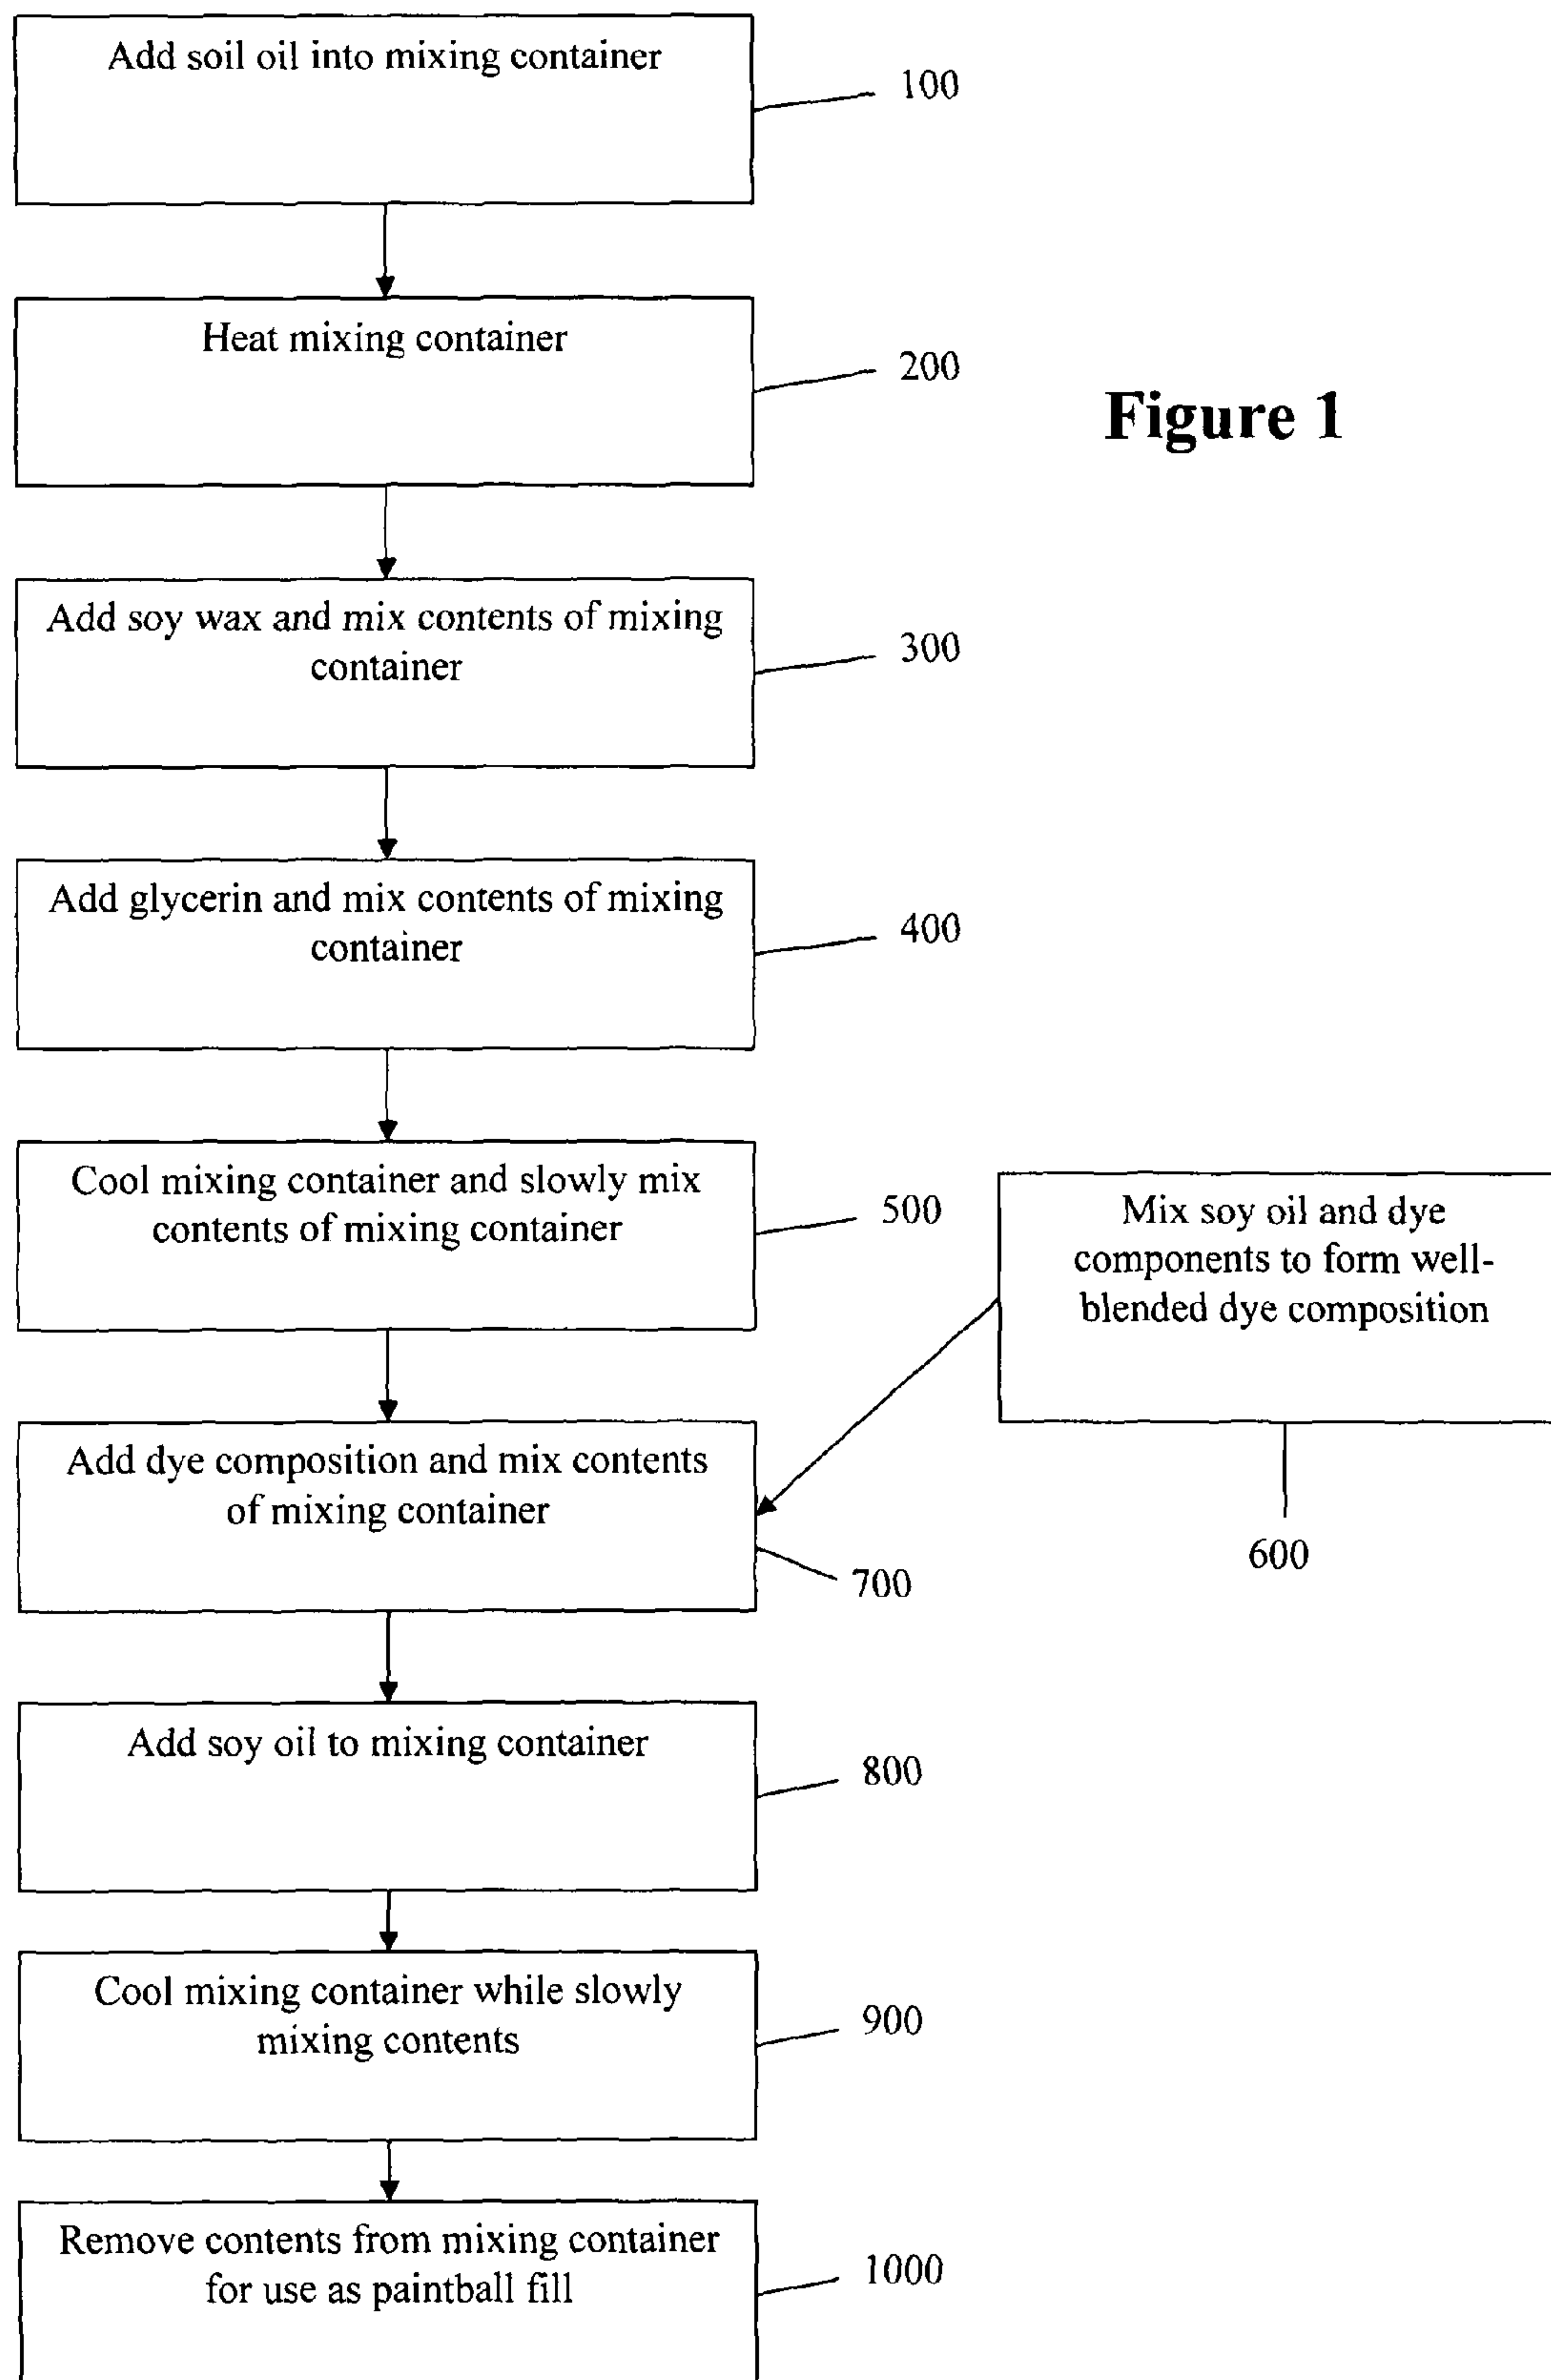 Add soil oil into mixing container
100
Heat mixing container
200
Figure 1
Add soy wax and mix contents of mixing
container
300
Add glycerin and mix contents of mixing
container
400
Cool mixing container and slowly mix
contents of mixing container
500
Mix soy oil and dye
components to form well-
blended dye composition
600
Add dye composition and mix contents
of mixing container
700
Add soy oil to mixing container
800
Cool mixing container while slowly
mixing contents
900
Remove contents from mixing container
for use as paintball fill
1000